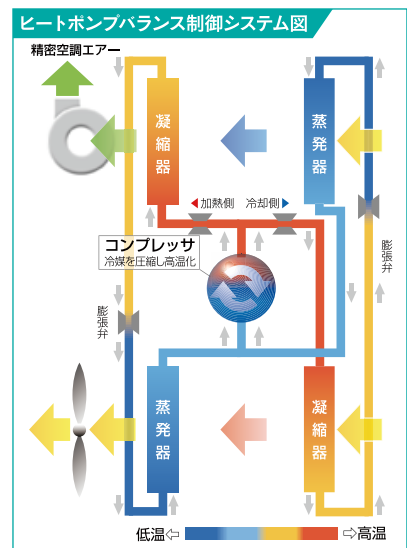 ヒートポンプバランス制御システム図
精密空調エアー
凝縮器
蒸発器
加熱側
冷却側
コンプレッサ
冷媒を圧縮し高温化
膨張弁
膨張弁
蒸発器
凝縮器
低温⇦
⇨高温